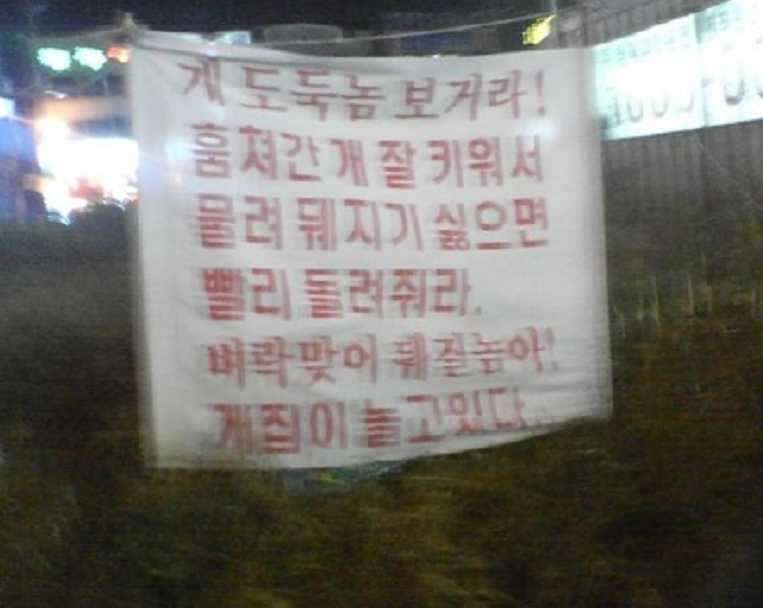 개 도둑놈 보거라!
훔쳐간 개 잘 키워서
물려 뒈지기 싫으면
빨리 돌려줘라.
벼락맞어 뒈질놈아!
개집이 놀고있다...